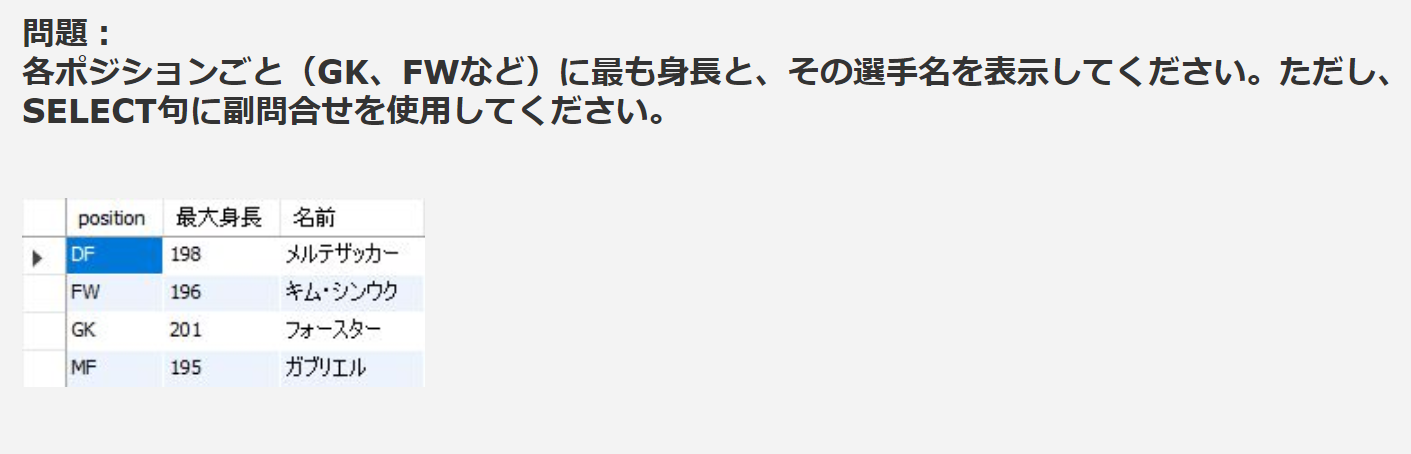 問題：
各ポジションごと（GK、FWなど）に最も身長と、その選手名を表示してください。ただし、
SELECT句に副問合せを使用してください。
position 最大身長 名前
DF 198 メルテザッカー
FW 196 キム・シンウク
GK 201 フォースター
MF 195 ガブリエル